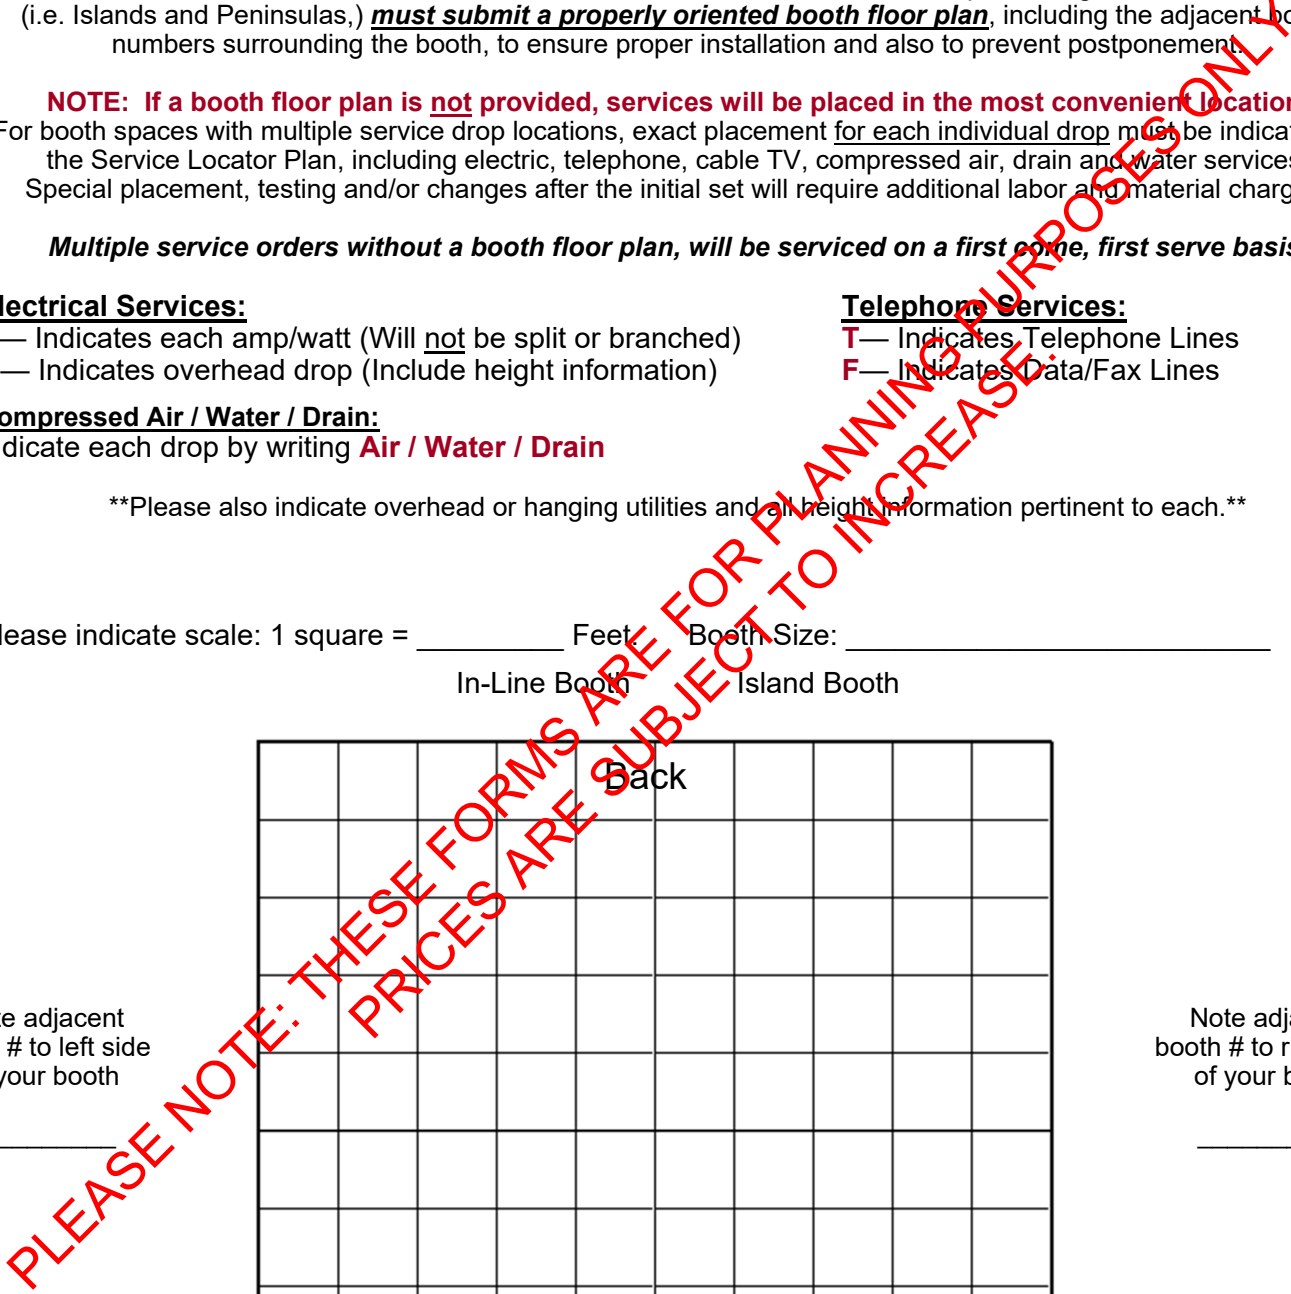 (i.e. Islands and Peninsulas,) must submit a properly oriented booth floor plan, including the adjacent
numbers surrounding the booth, to ensure proper installation and also to prevent postponement.
NOTE: If a booth floor plan is not provided, services will be placed in the most convenient location
For booth spaces with multiple service drop locations, exact placement for each individual drop must be
the Service Locator Plan, including electric, telephone, cable TV, compressed air, drain and water services
Special placement, testing and/or changes after the initial set will require additional labor and material
Multiple service orders without a booth floor plan, will be serviced on a first come, first serve basis
lectrical Services:
— Indicates each amp/watt (Will not be split or branched)
— Indicates overhead drop (Include height information)
Telephone Services:
T— Indicates Telephone Lines
F— Indicates Data/Fax Lines
ompressed Air / Water / Drain:
dicate each drop by writing Air / Water / Drain
**Please also indicate overhead or hanging utilities and all height information pertinent to each.**
lease indicate scale: 1 square = _________ Feet. Booth Size: __________________________
In-Line Booth Island Booth
Back
te adjacent
# to left side
your booth
Note adj
booth # to r
of your b
PLEASE NOTE: THESE FORMS ARE FOR PLANNING PURPOSES ONLY
PRICES ARE SUBJECT TO INCREASE.